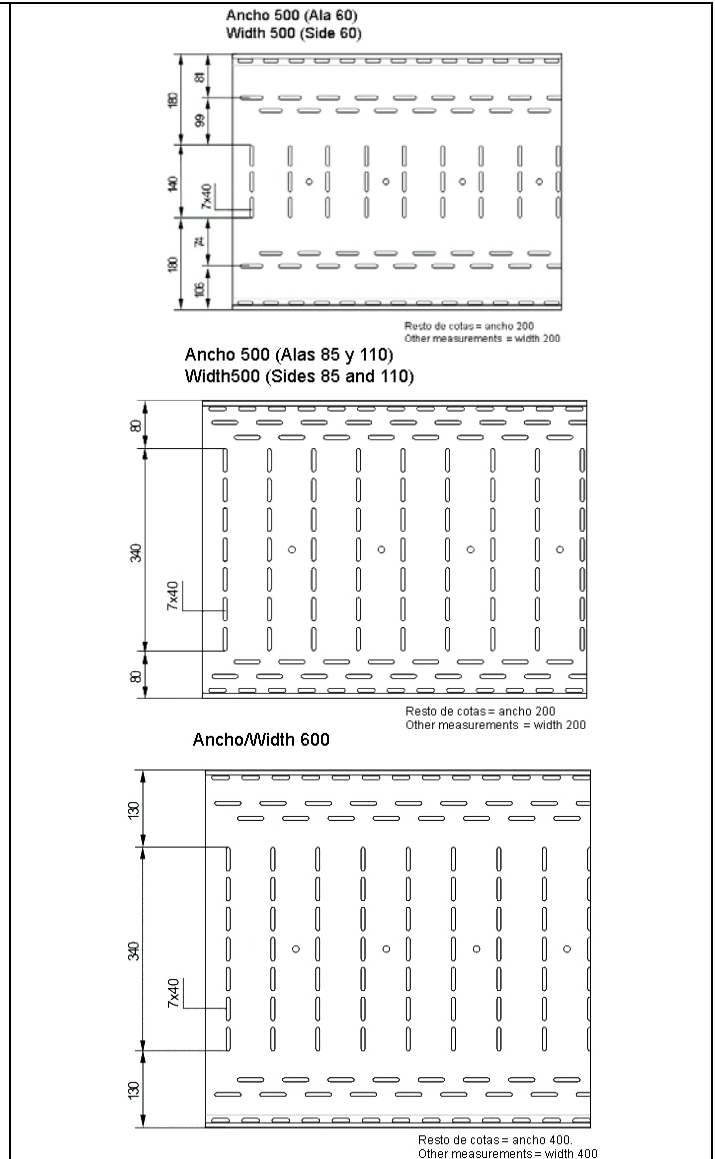 Ancho 500 (Ala 60)
Width 500 (Side 60)
180
81
99
140
7x40
180
74
106
Resto de cotas = ancho 200
Other measurements = width 200
Ancho 500 (Alas 85 y 110)
Width500 (Sides 85 and 110)
80
340
7x40
80
Resto de cotas = ancho 200
Other measurements = width 200
Ancho/Width 600
130
340
7x40
130
Resto de cotas = ancho 400.
Other measurements = width 400